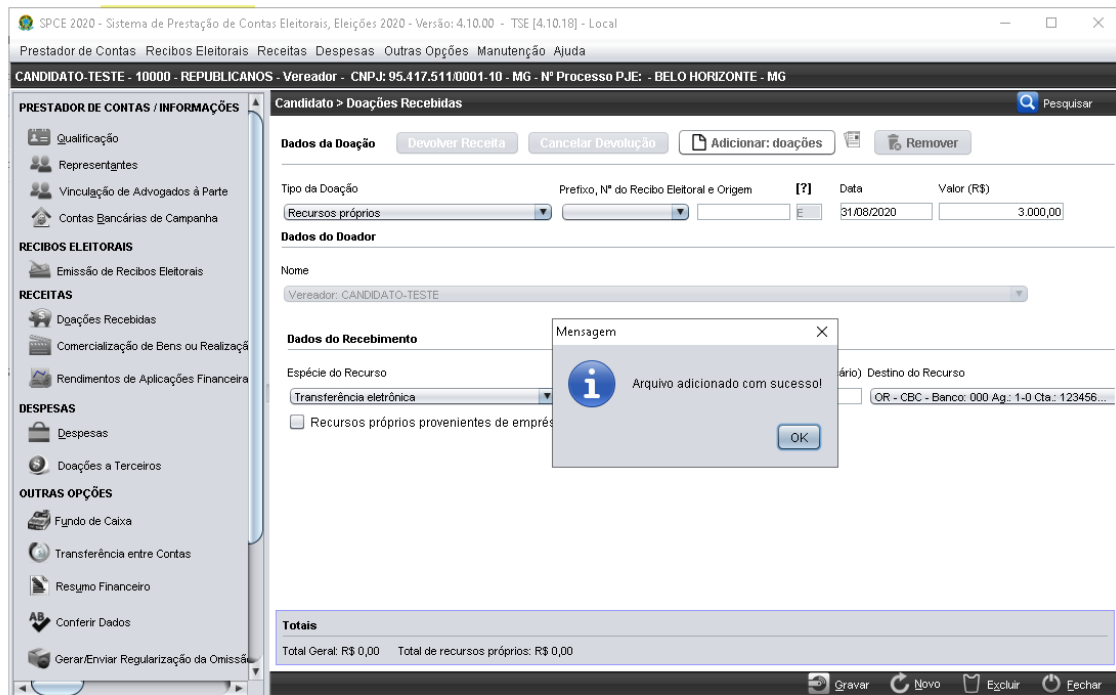 SPCE 2020 - Sistema de Prestação de Contas Eleitorais, Eleições 2020 - Versão: 4.10.00 - TSE [4.10.18] - Local
Prestador de Contas Recibos Eleitorais Receitas Despesas Outras Opções Manutenção Ajuda
CANDIDATO-TESTE - 10000 - REPUBLICANOS - Vereador - CNPJ: 95.417.511/0001-10 - MG - Nº Processo PJE: - BELO HORIZONTE - MG
PRESTADOR DE CONTAS / INFORMAÇÕES
Qualificação
Representantes
Vinculação de Advogados à Parte
Contas Bancárias de Campanha
RECIBOS ELEITORAIS
Emissão de Recibos Eleitorais
RECEITAS
Doações Recebidas
Comercialização de Bens ou Realizaçã
Rendimentos de Aplicações Financeira
DESPESAS
Despesas
Doações a Terceiros
OUTRAS OPÇÕES
Fundo de Caixa
Transferência entre Contas
Resumo Financeiro
Conferir Dados
Gerar/Enviar Regularização da Omissão
Candidato > Doações Recebidas
Pesquisar
Dados da Doação Devolver Receita Cancelar Devolução Adicionar: doações Remover
Tipo da Doação Prefixo, Nº do Recibo Eleitoral e Origem [?] Data Valor (R$)
Recursos próprios E 31/08/2020 3.000,00
Dados do Doador
Nome
Vereador: CANDIDATO-TESTE
Dados do Recebimento
Espécie do Recurso ário) Destino do Recurso
Transferência eletrônica OR - CBC - Banco: 000 Ag.: 1-0 Cta.: 123456...
Recursos próprios provenientes de emprés
Mensagem
Arquivo adicionado com sucesso!
OK
Totais
Total Geral: R$ 0,00 Total de recursos próprios: R$ 0,00
Gravar Novo Excluir Fechar